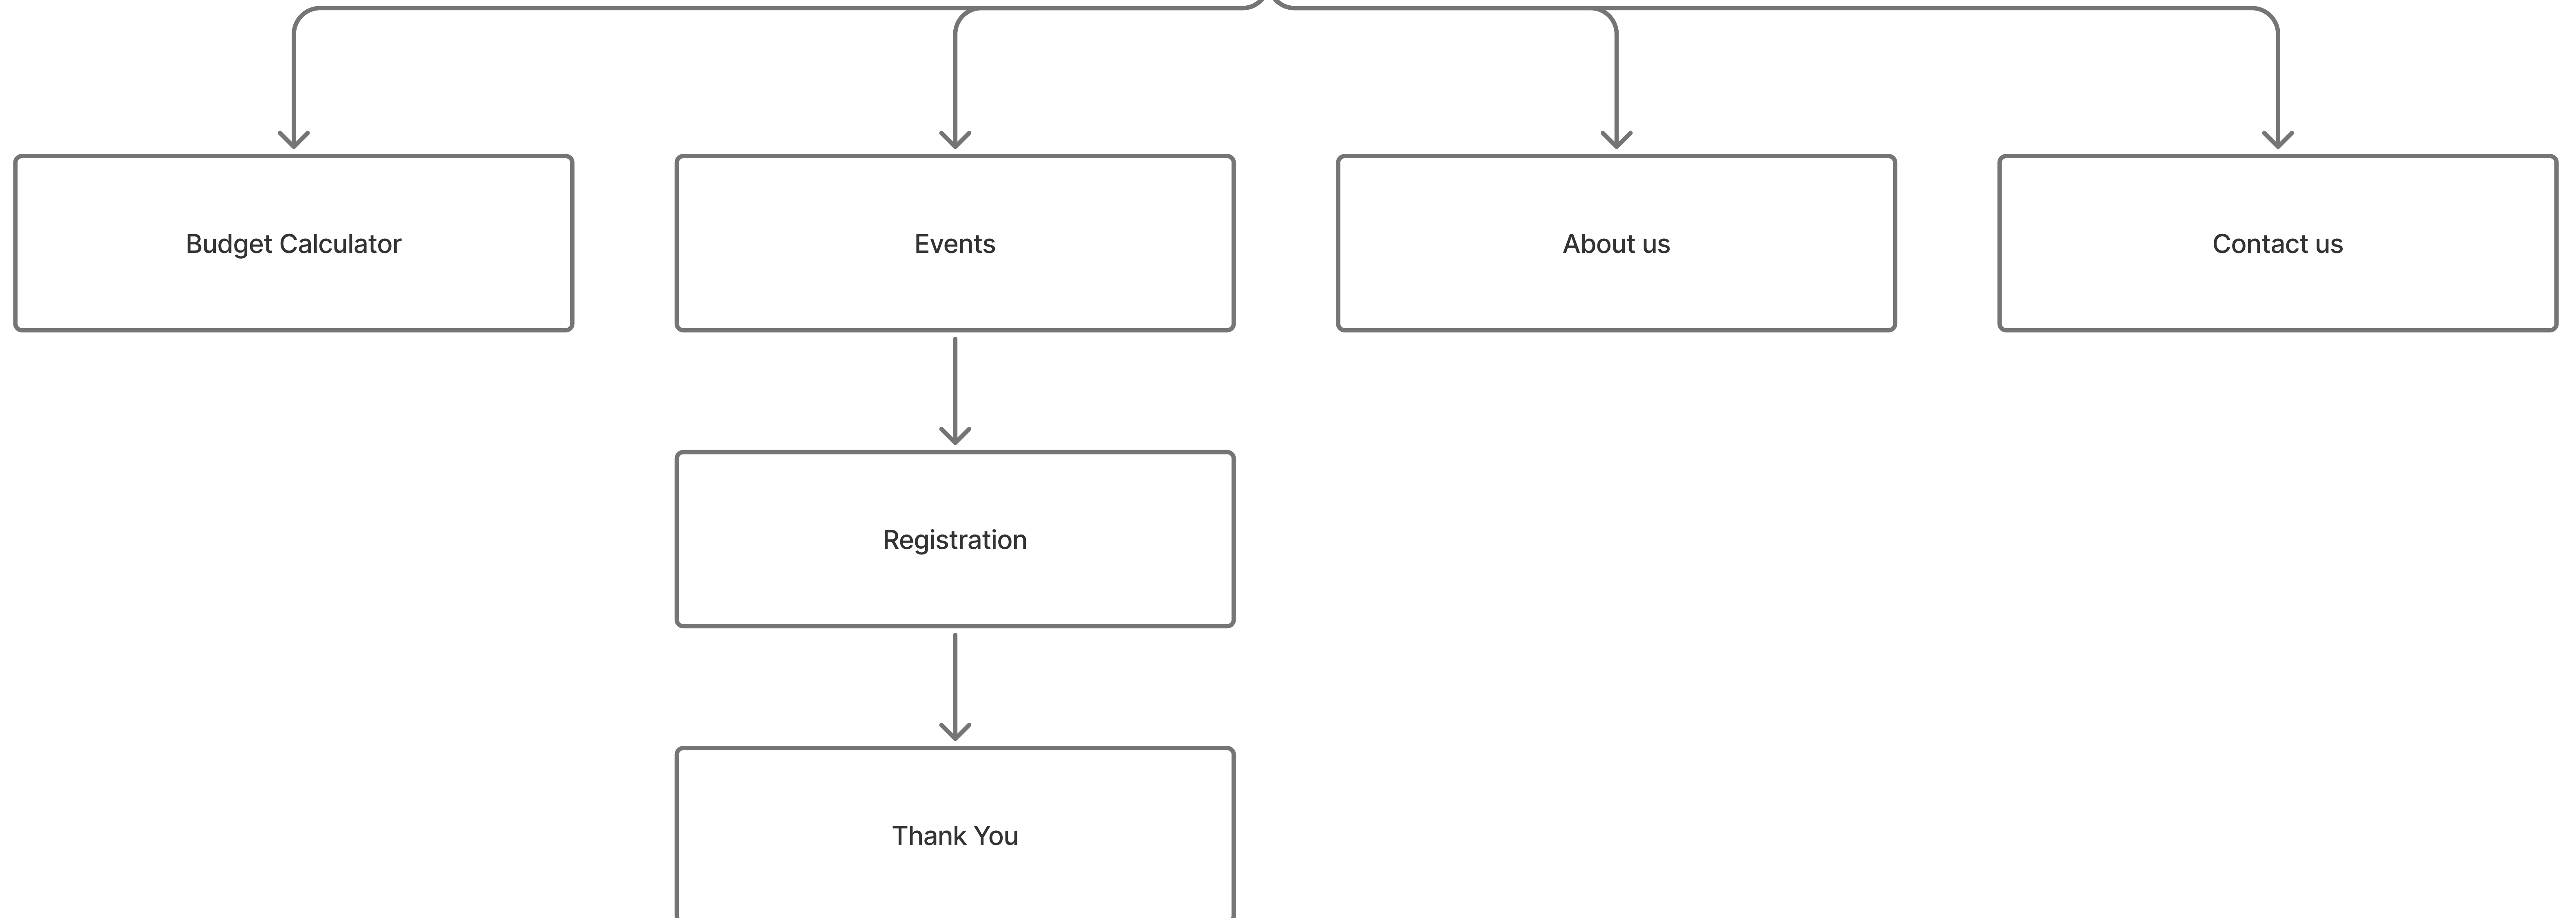 Budget Calculator
Events
About us
Contact us
Registration
Thank You